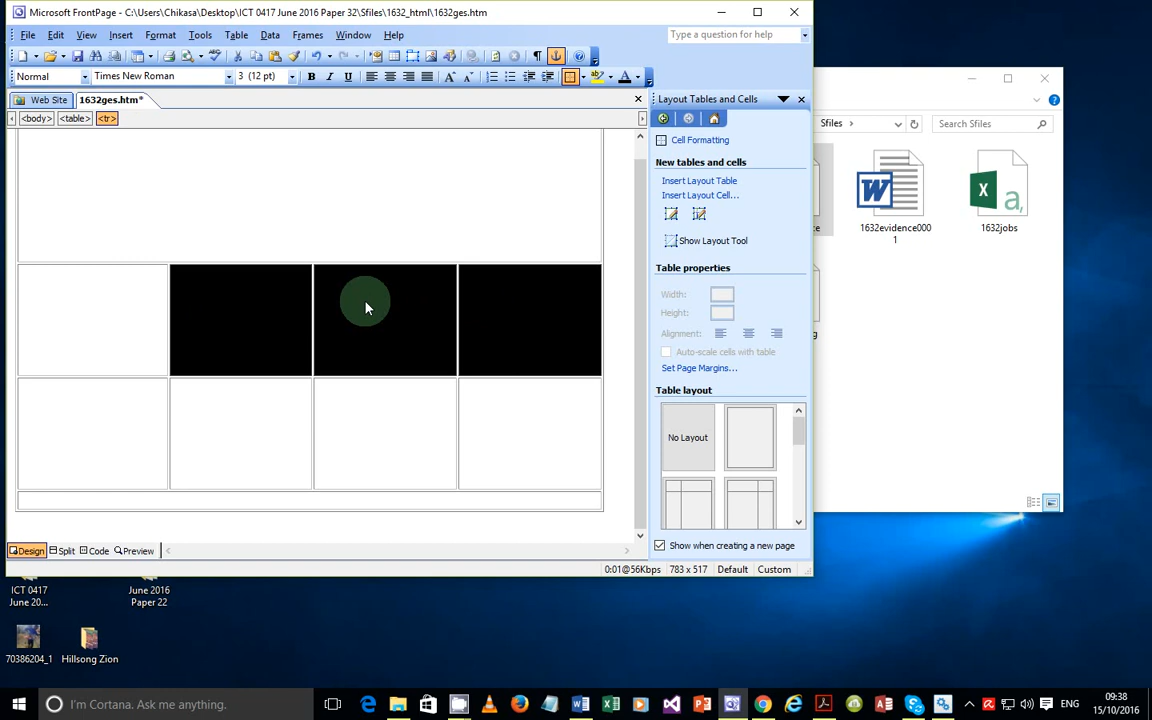 Microsoft FrontPage - C:\Users\Chikasa\Desktop\ICT 0417 June 2016 Paper 32\Sfiles\1632_html\1632ges.htm
File Edit View Insert Format Tools Table Data Frames Window Help
Type a question for help
Normal Times New Roman 3 (12 pt) B I U A
Web Site 1632ges.htm*
<body> <table> <tr>
Layout Tables and Cells
Cell Formatting
New tables and cells
Insert Layout Table
Insert Layout Cell...
Show Layout Tool
Table properties
Width:
Height:
Alignment:
Auto-scale cells with table
Set Page Margins...
Table layout
No Layout
Show when creating a new page
Design Split Code Preview
0:01@56Kbps 783 x 517 Default Custom
Sfiles
Search Sfiles
ce
1632evidence000
1
1632jobs
g
ICT 0417
June 20...
June 2016
Paper 22
70386204_1
Hillsong Zion
I'm Cortana. Ask me anything.
ENG
09:38
15/10/2016